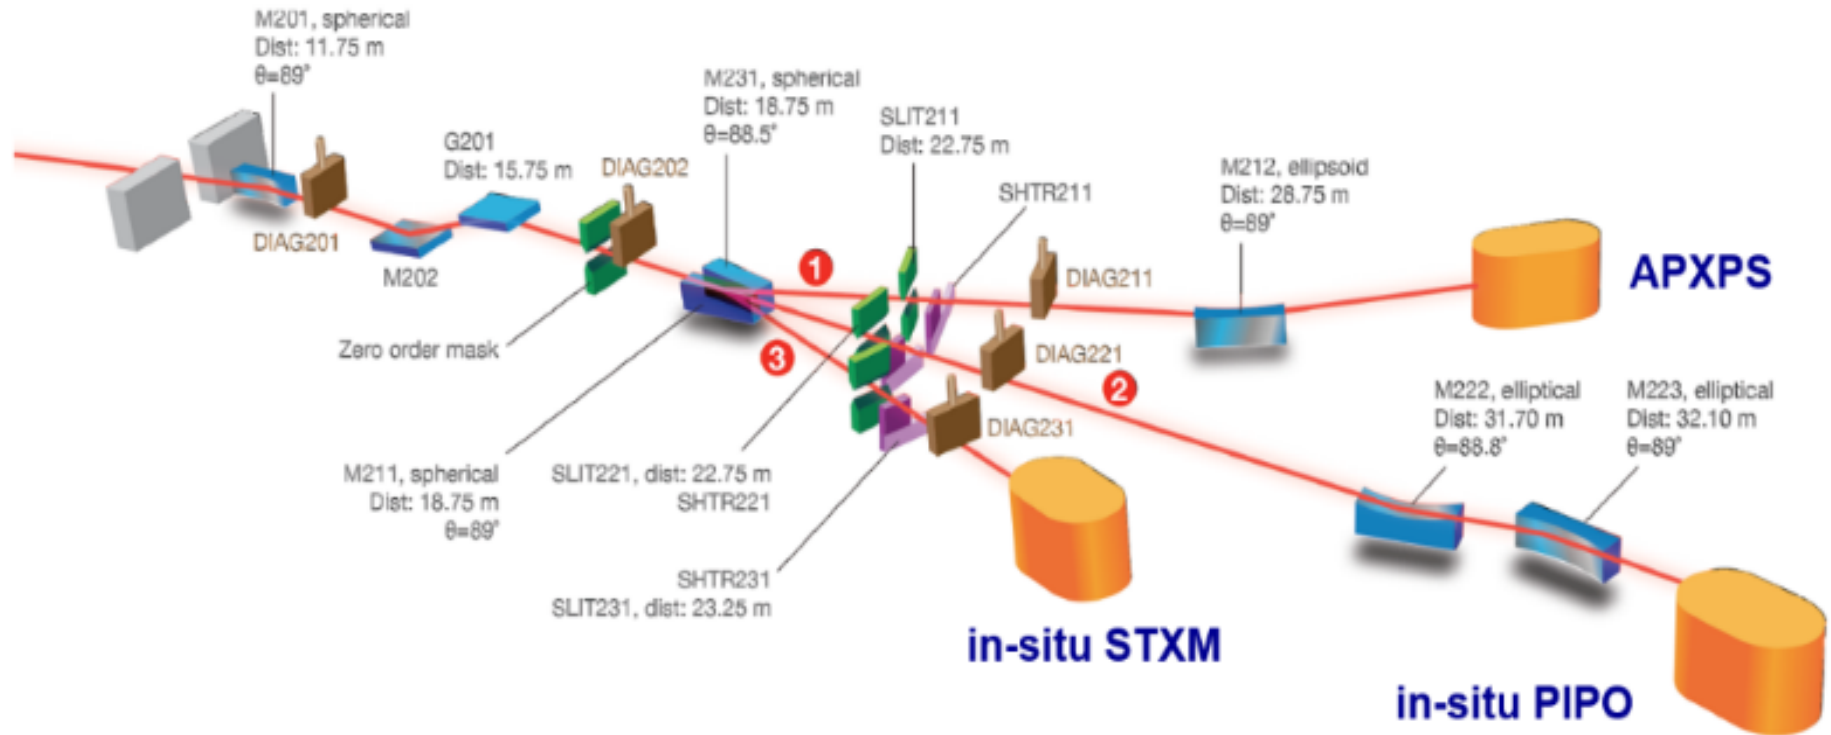 M201, spherical
Dist: 11.75 m
θ=89°
M231, spherical
Dist: 18.75 m
θ=88.5°
SLIT211
Dist: 22.75 m
G201
Dist: 15.75 m
DIAG202
M212, ellipsoid
Dist: 28.75 m
θ=89°
SHTR211
DIAG201
M202
1
DIAG211
APXPS
Zero order mask
3
DIAG221
2
M222, elliptical
Dist: 31.70 m
θ=88.8°
M223, elliptical
Dist: 32.10 m
θ=89°
DIAG231
M211, spherical
Dist: 18.75 m
θ=89°
SLIT221, dist: 22.75 m
SHTR221
SHTR231
SLIT231, dist: 23.25 m
in-situ STXM
in-situ PIPO